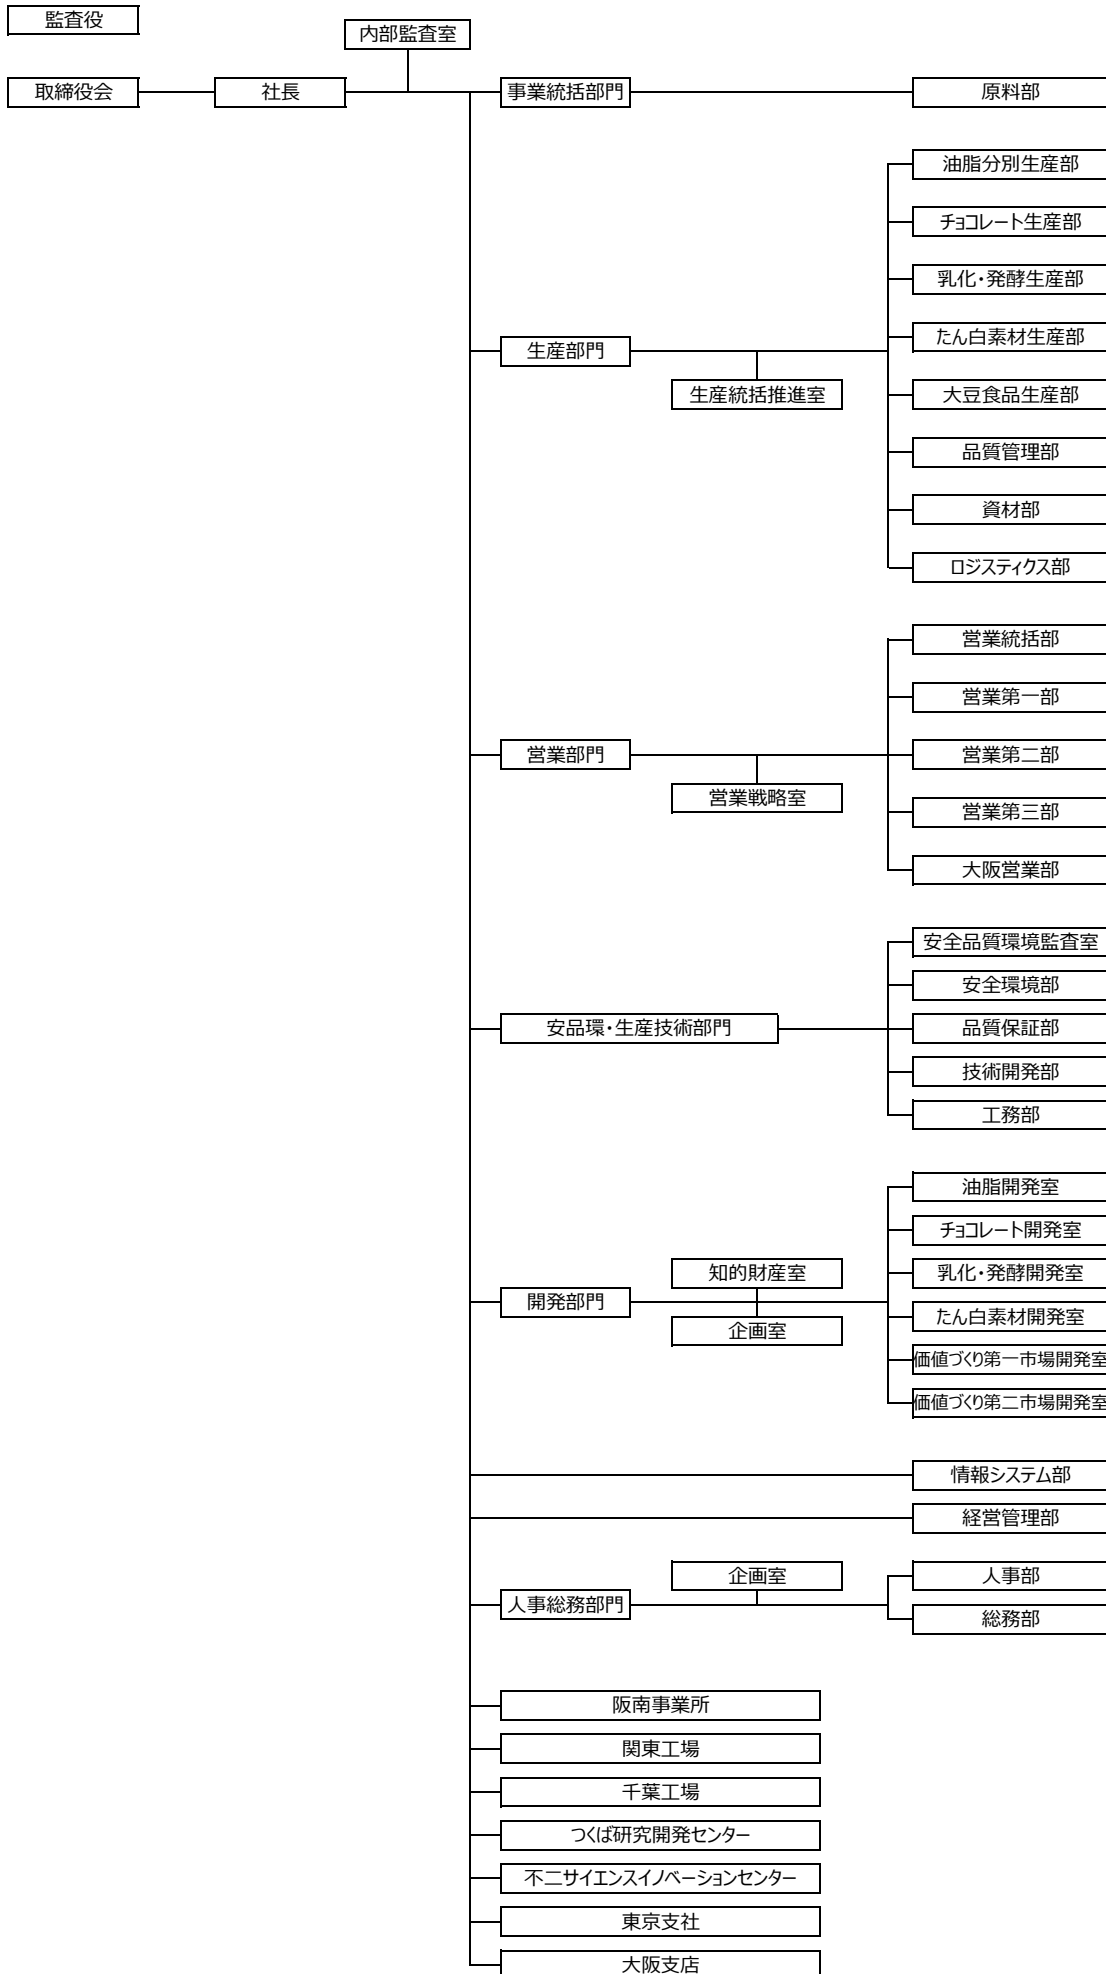 監査役
内部監査室
取締役会
社長
事業統括部門
原料部
油脂分別生産部
チョコレート生産部
乳化・発酵生産部
たん白素材生産部
生産部門
生産統括推進室
大豆食品生産部
品質管理部
資材部
ロジスティクス部
営業統括部
営業第一部
営業部門
営業第二部
営業戦略室
営業第三部
大阪営業部
安全品質環境監査室
安全環境部
安品環・生産技術部門
品質保証部
技術開発部
工務部
油脂開発室
チョコレート開発室
知的財産室
乳化・発酵開発室
開発部門
たん白素材開発室
企画室
価値づくり第一市場開発室
価値づくり第二市場開発室
情報システム部
経営管理部
企画室
人事部
人事総務部門
総務部
阪南事業所
関東工場
千葉工場
つくば研究開発センター
不二サイエンスイノベーションセンター
東京支社
大阪支店